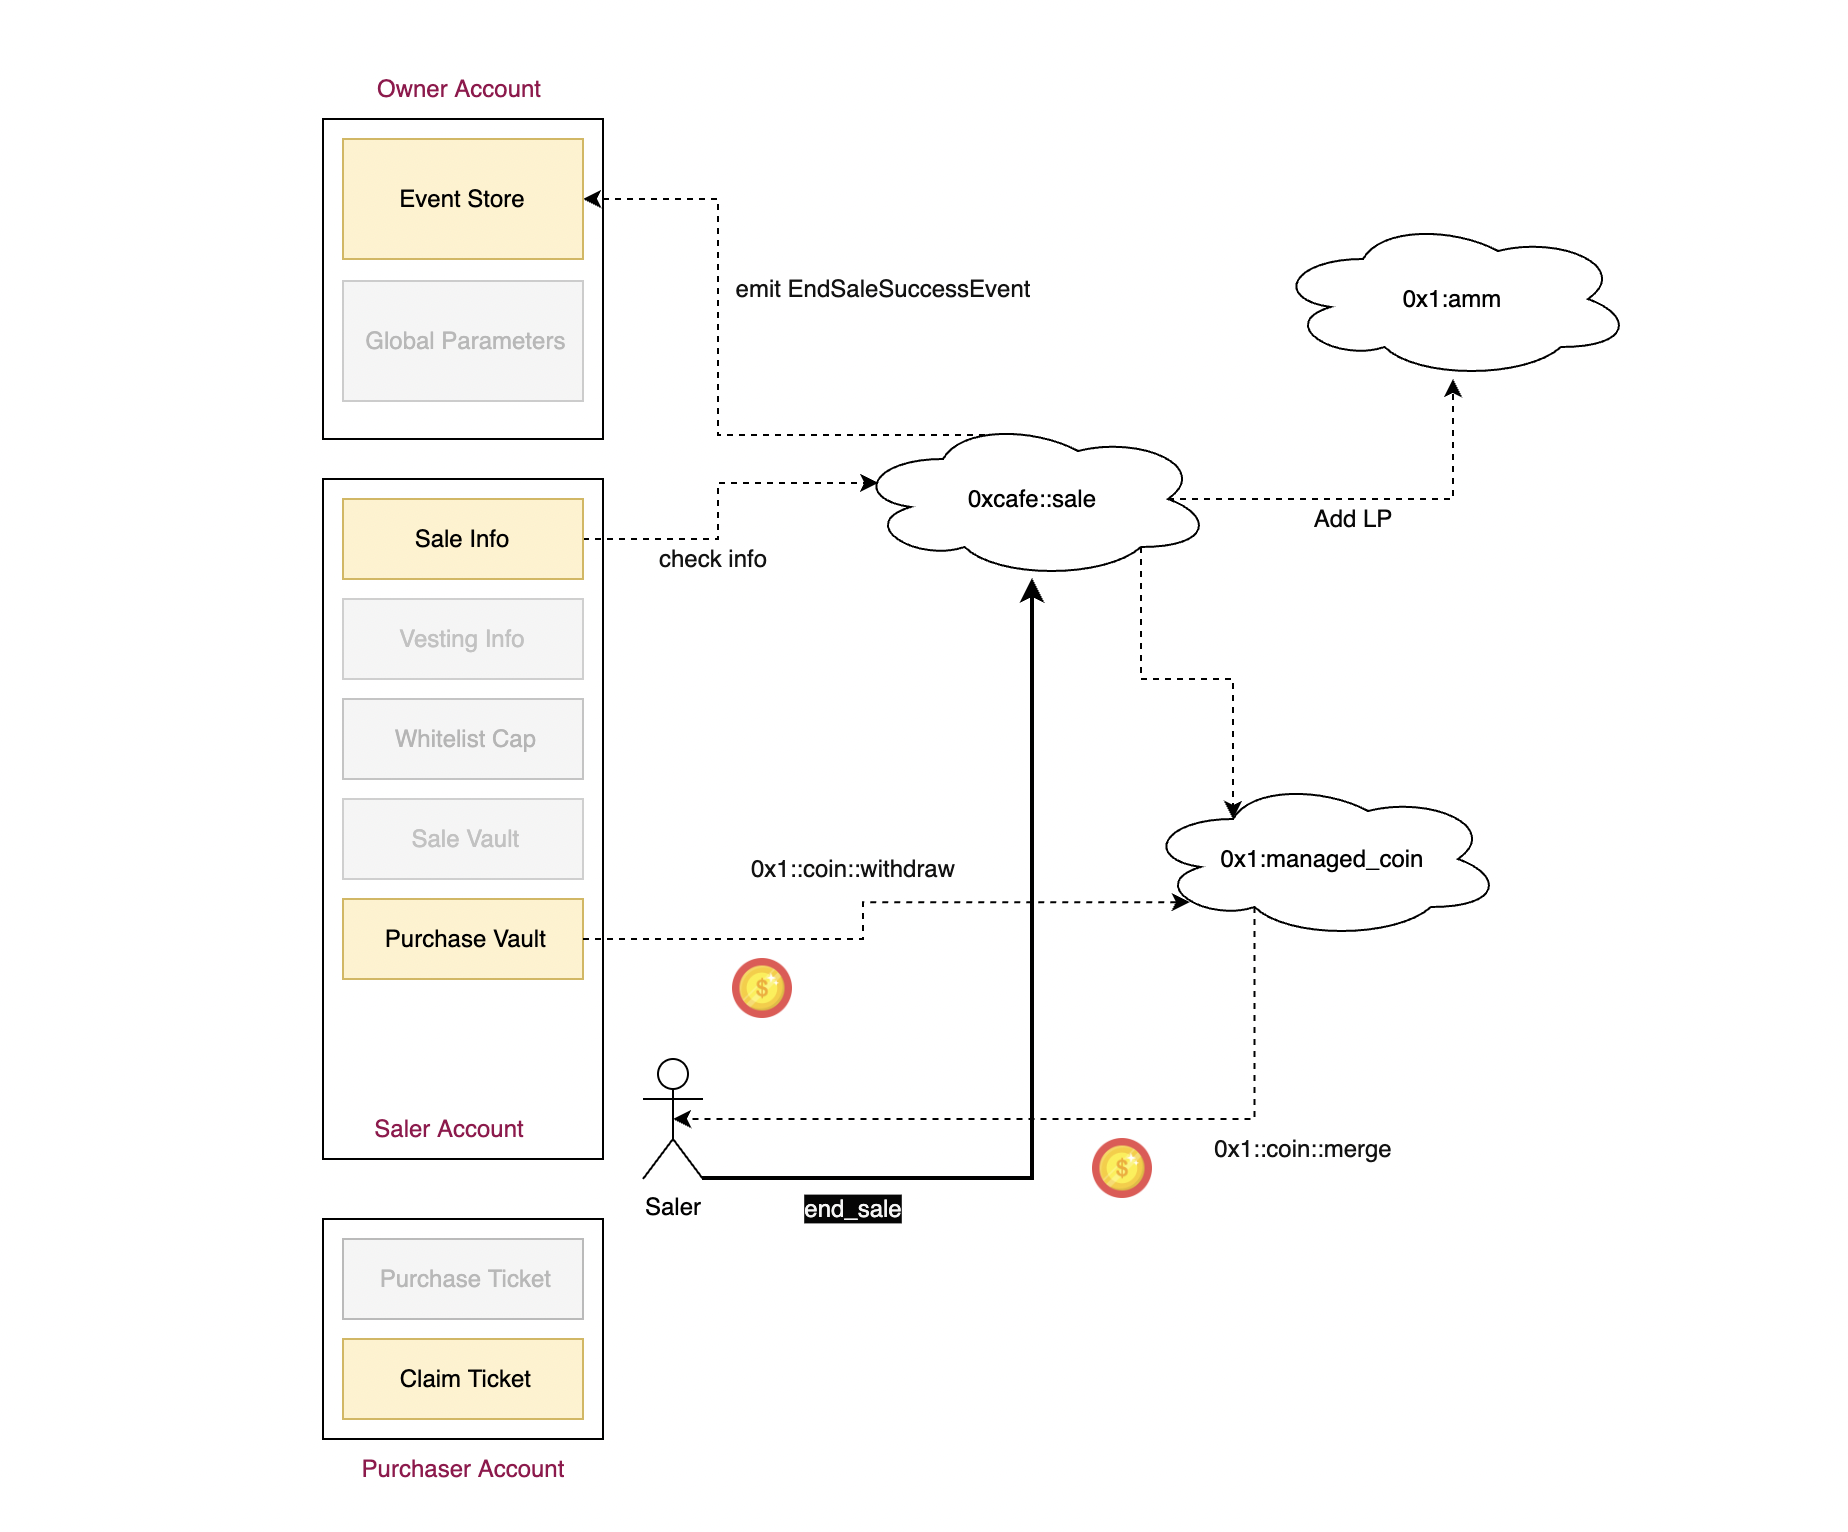 Owner Account
Event Store
Global Parameters
emit EndSaleSuccessEvent
0x1:amm
0xcafe::sale
Add LP
Sale Info
check info
Vesting Info
Whitelist Cap
Sale Vault
0x1::coin::withdraw
0x1:managed_coin
Purchase Vault
$
Saler Account
0x1::coin::merge
$
Saler
end_sale
Purchase Ticket
Claim Ticket
Purchaser Account